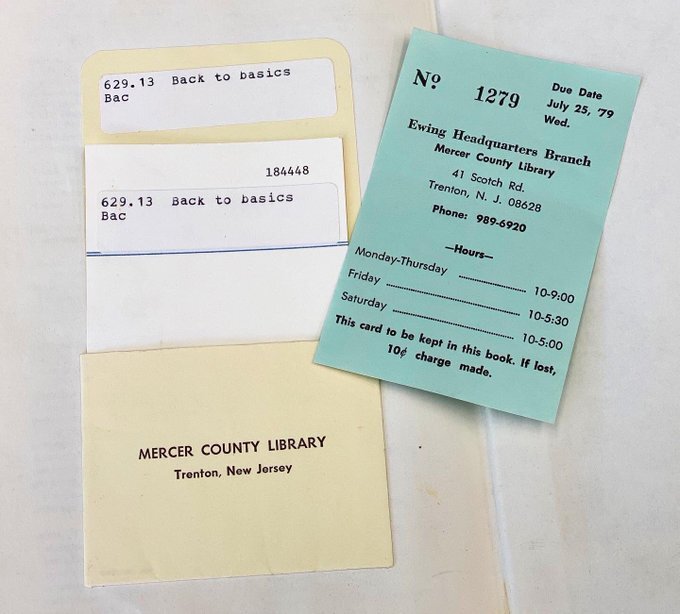 629.13 Back to basics
Bac
184448
629.13 Back to basics
Bac
MERCER COUNTY LIBRARY
Trenton, New Jersey
Nº 1279
Due Date
July 25, '79
Wed.
Ewing Headquarters Branch
Mercer County Library
41 Scotch Rd.
Trenton, N. J. 08628
Phone: 989-6920
—Hours—
Monday-Thursday ........ 10-9:00
Friday ........ 10-5:30
Saturday ........ 10-5:00
This card to be kept in this book. If lost,
10¢ charge made.